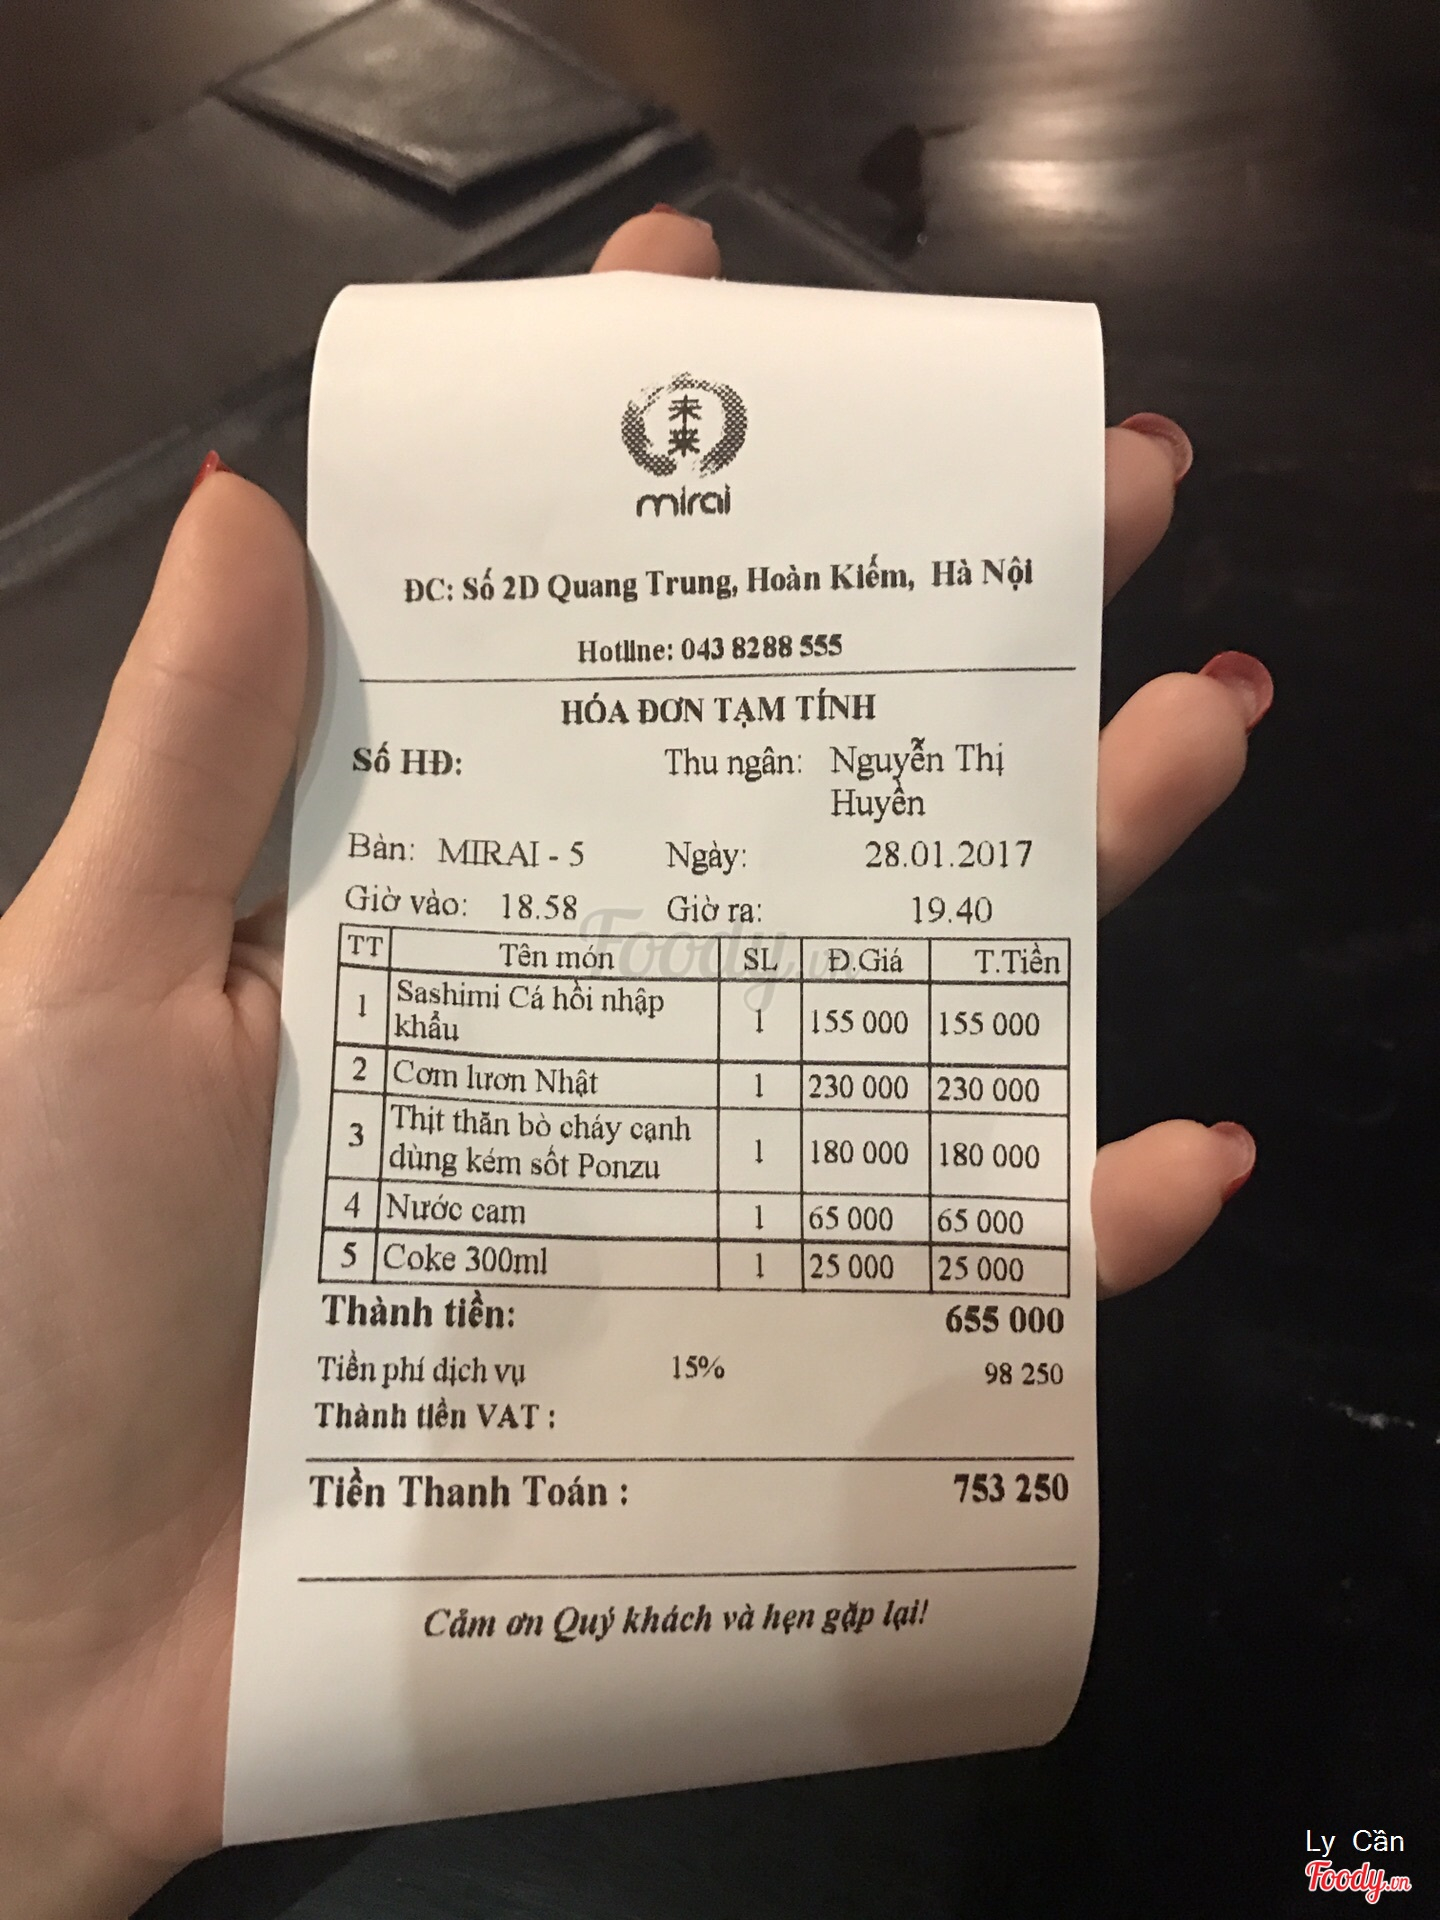 未
来
mirai
ĐC: Số 2D Quang Trung, Hoàn Kiếm, Hà Nội
Hotline: 043 8288 555
HÓA ĐƠN TẠM TÍNH
Số HĐ: Thu ngân: Nguyễn Thị
Huyền
Bàn: MIRAI - 5 Ngày: 28.01.2017
Giờ vào: 18.58 Giờ ra: 19.40
Foody.vn
TT Tên món SL Đ.Giá T.Tiền
1 Sashimi Cá hồi nhập
khẩu 1 155 000 155 000
2 Cơm lươn Nhật 1 230 000 230 000
3 Thịt thăn bò cháy cạnh
dùng kém sốt Ponzu 1 180 000 180 000
4 Nước cam 1 65 000 65 000
5 Coke 300ml 1 25 000 25 000
Thành tiền: 655 000
Tiền phí dịch vụ 15% 98 250
Thành tiền VAT :
Tiền Thanh Toán : 753 250
Cảm ơn Quý khách và hẹn gặp lại!
Ly Cần
Foody.vn